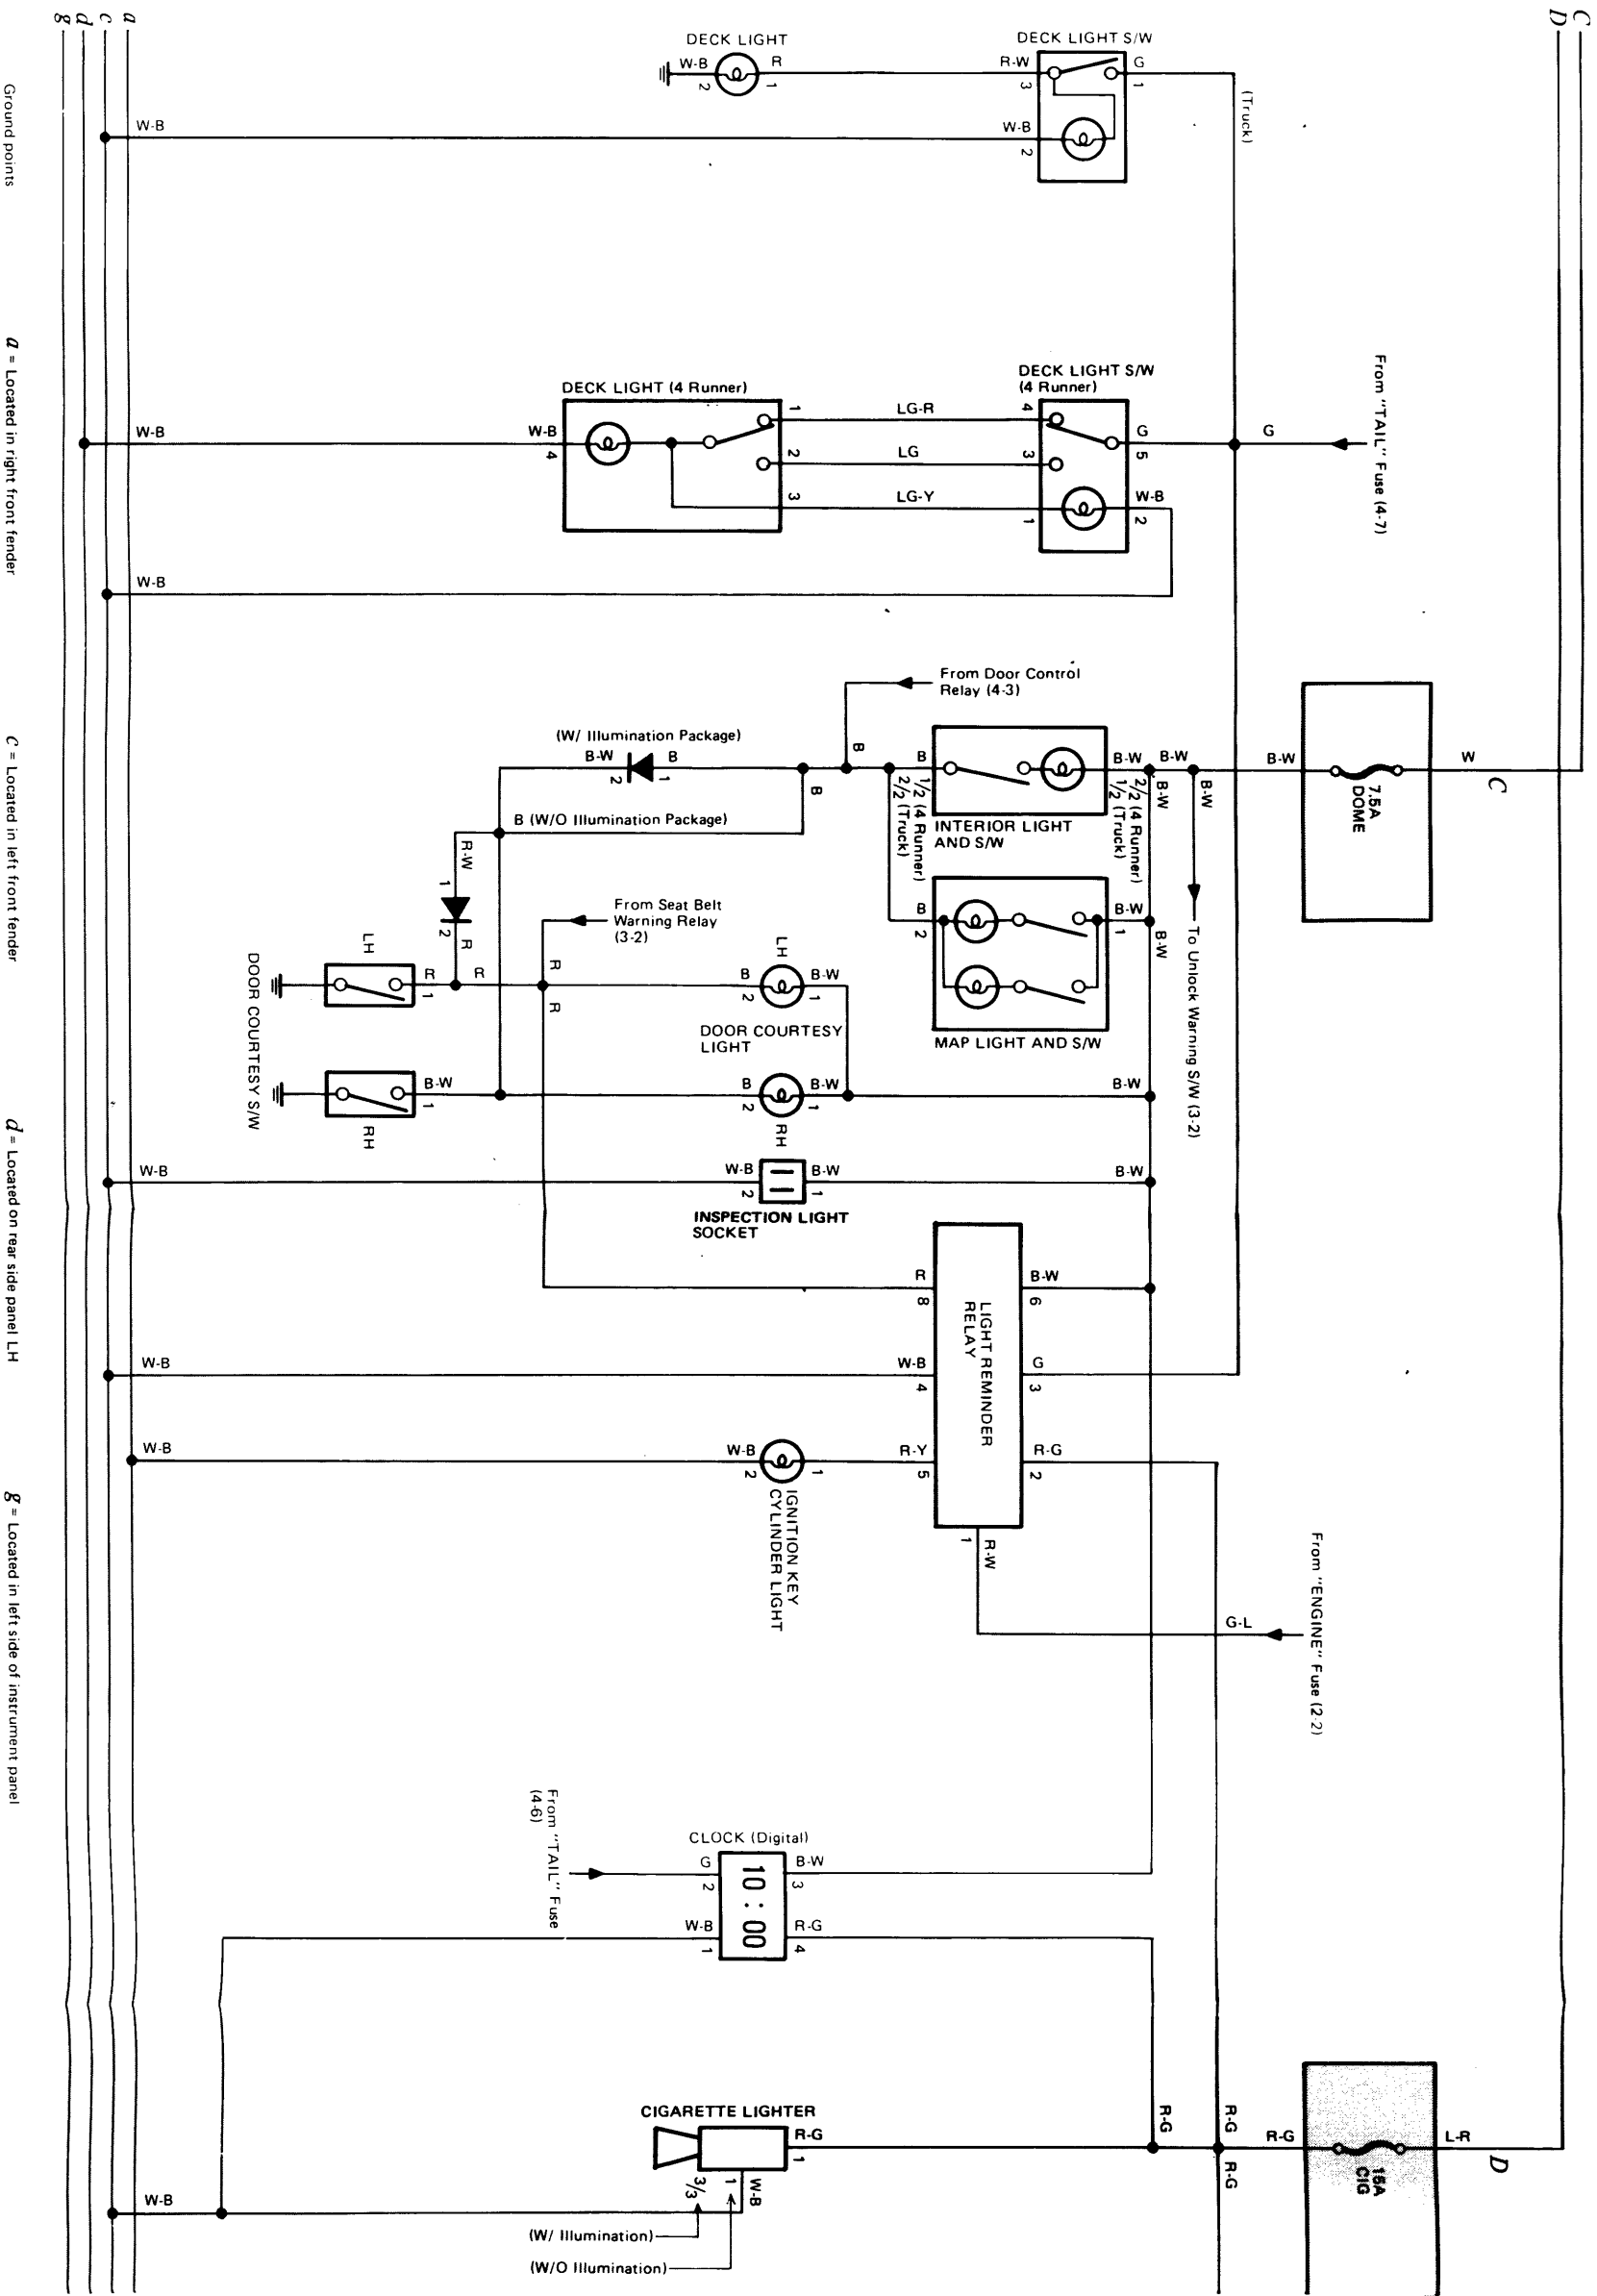 C
D
a
c
d
g
DECK LIGHT
W-B
2
R
1
DECK LIGHT S/W
R-W
3
G
1
(Truck)
W-B
W-B
2
DECK LIGHT (4 Runner)
W-B
W-B
4
1
LG-R
2
LG
3
LG-Y
DECK LIGHT S/W
(4 Runner)
4
3
1
G
5
W-B
2
G
From "TAIL" Fuse (4-7)
W-B
From Door Control
Relay (4-3)
(W/ Illumination Package)
B-W
2
B
1
B
B
B (W/O Illumination Package)
B
1/2 (4 Runner)
2/2 (Truck)
INTERIOR LIGHT
AND S/W
B-W
2/2 (4 Runner)
1/2 (Truck)
B-W
B-W
B-W
B-W
7.5A
DOME
W
C
To Unlock Warning S/W (3-2)
R-W
1
2
R
From Seat Belt
Warning Relay
(3-2)
B
2
B-W
1
B-W
MAP LIGHT AND S/W
DOOR COURTESY S/W
LH
R
1
R
R
R
LH
B
2
B-W
1
DOOR COURTESY
LIGHT
RH
B-W
1
B
2
B-W
1
RH
B-W
W-B
W-B
2
B-W
1
B-W
INSPECTION LIGHT
SOCKET
R
8
B-W
6
LIGHT REMINDER
RELAY
W-B
W-B
4
G
3
W-B
W-B
2
1
R-Y
5
R-G
2
IGNITION KEY
CYLINDER LIGHT
1
R-W
G-L
From "ENGINE" Fuse (2-2)
From "TAIL" Fuse
(4-6)
CLOCK (Digital)
G
2
B-W
3
10:00
W-B
1
R-G
4
CIGARETTE LIGHTER
R-G
1
R-G
R-G
R-G
R-G
15A
CIG
L-R
D
W-B
3/3
1
W-B
(W/ Illumination)
(W/O Illumination)
Ground points
a = Located in right front fender
c = Located in left front fender
d = Located on rear side panel LH
g = Located in left side of instrument panel